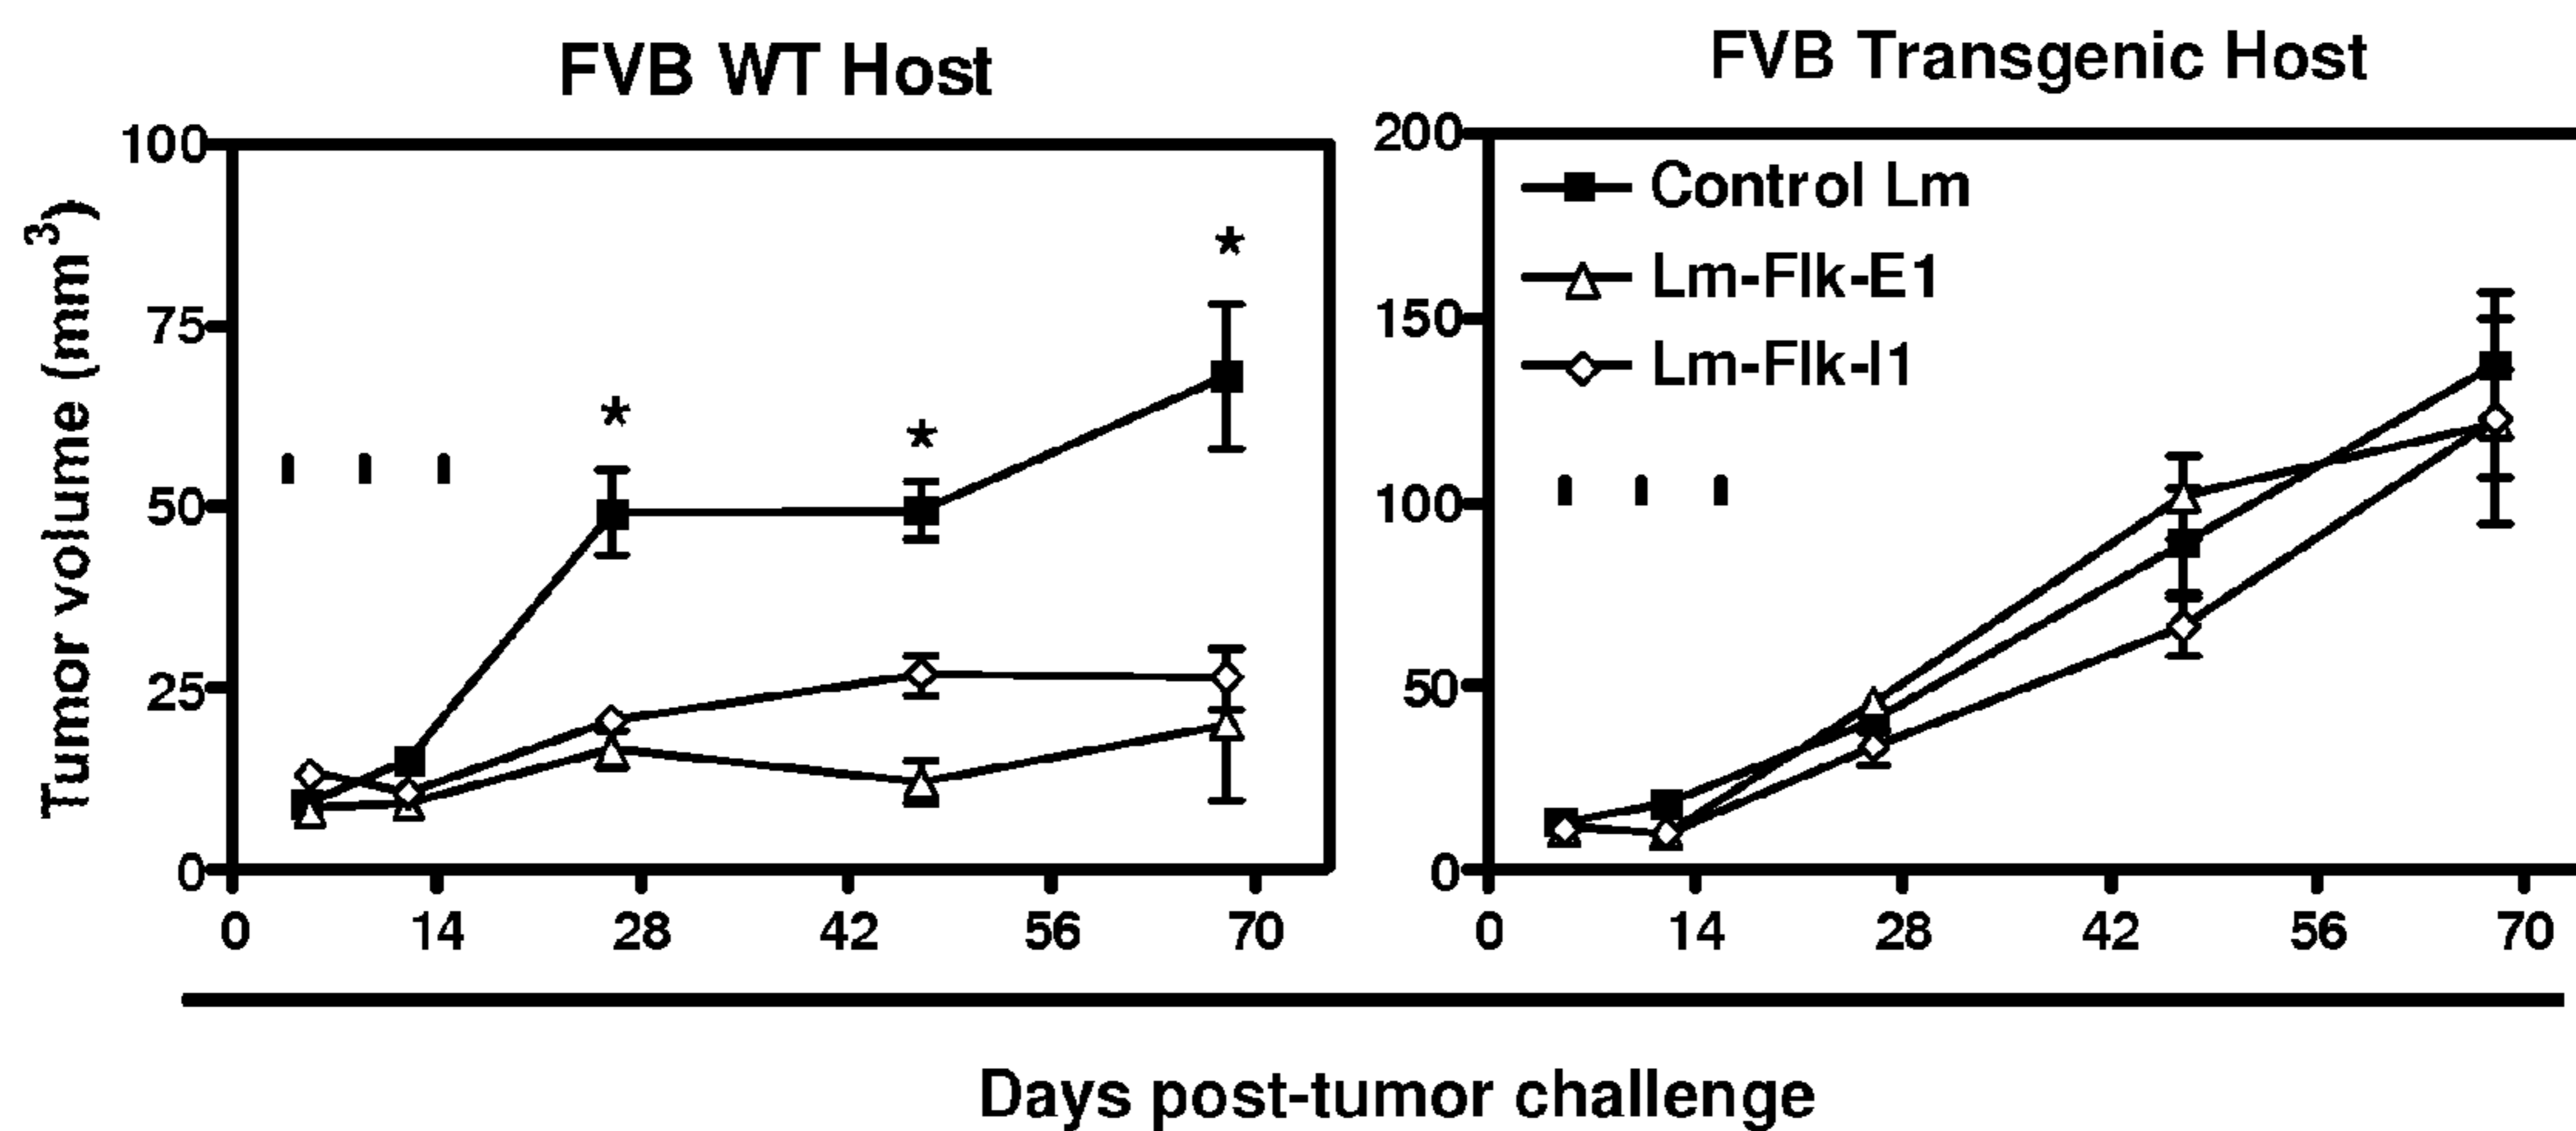 FVB WT Host
100
75
50
25
0
0 14 28 42 56 70
Tumor volume (mm³)
* * *
FVB Transgenic Host
200
150
100
50
0
0 14 28 42 56 70
Control Lm
Lm-Flk-E1
Lm-Flk-I1
Days post-tumor challenge